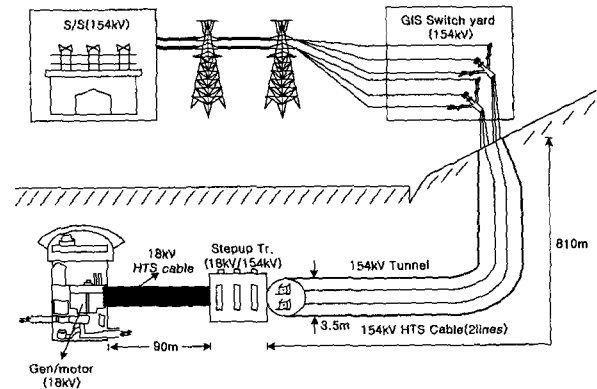 S/S(154kV)
GIS Switch yard
(154kV)
810m
Stepup Tr.
(18kV/154kV)
18kV
HTS cable
154kV Tunnel
3.5m
154kV HTS Cable(2lines)
90m
Gen/motor
(18kV)